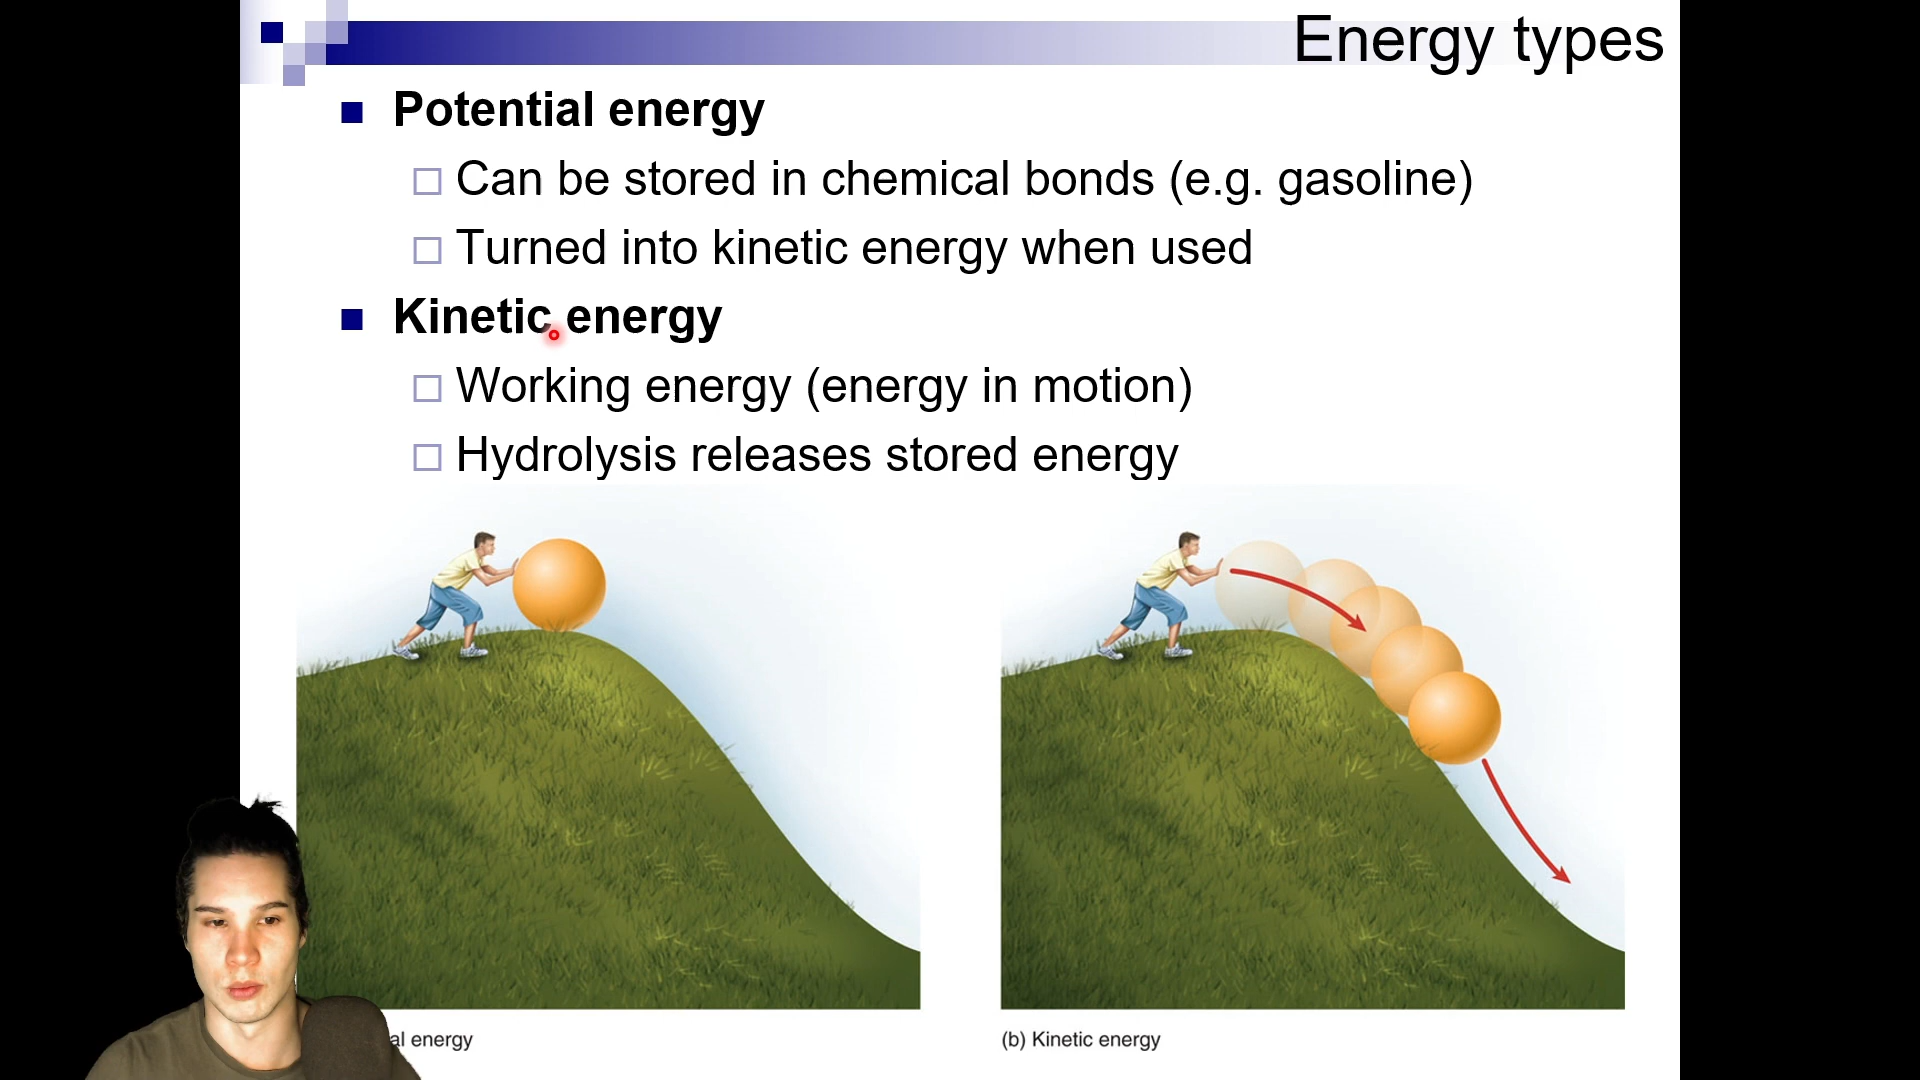 Energy types
Potential energy
Can be stored in chemical bonds (e.g. gasoline)
Turned into kinetic energy when used
Kinetic energy
Working energy (energy in motion)
Hydrolysis releases stored energy
energy
(b) Kinetic energy